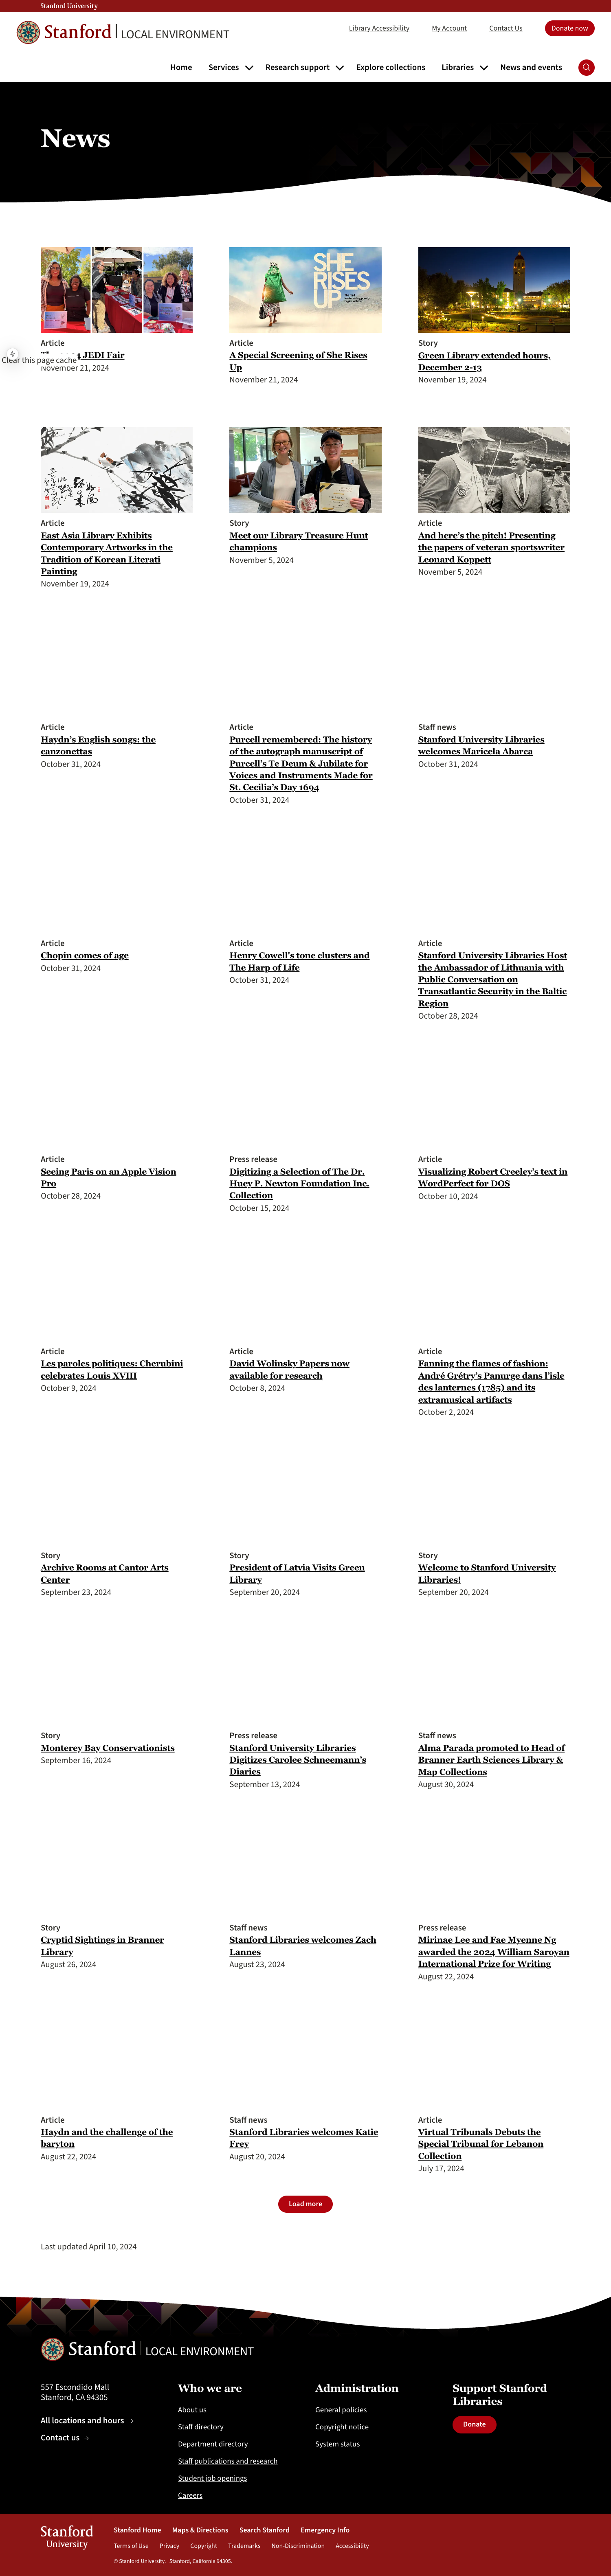 Stanford University
Stanford LOCAL ENVIRONMENT
Library Accessibility
My Account
Contact Us
Donate now
Home
Services
Research support
Explore collections
Libraries
News and events
News
SHE
RISES
UP
Article
4 JEDI Fair
Clear this page cache
November 21, 2024
Article
A Special Screening of She Rises
Up
November 21, 2024
Story
Green Library extended hours,
December 2-13
November 19, 2024
Article
East Asia Library Exhibits
Contemporary Artworks in the
Tradition of Korean Literati
Painting
November 19, 2024
Story
Meet our Library Treasure Hunt
champions
November 5, 2024
Article
And here's the pitch! Presenting
the papers of veteran sportswriter
Leonard Koppett
November 5, 2024
Article
Haydn's English songs: the
canzonettas
October 31, 2024
Article
Purcell remembered: The history
of the autograph manuscript of
Purcell's Te Deum & Jubilate for
Voices and Instruments Made for
St. Cecilia's Day 1694
October 31, 2024
Staff news
Stanford University Libraries
welcomes Maricela Abarca
October 31, 2024
Article
Chopin comes of age
October 31, 2024
Article
Henry Cowell's tone clusters and
The Harp of Life
October 31, 2024
Article
Stanford University Libraries Host
the Ambassador of Lithuania with
Public Conversation on
Transatlantic Security in the Baltic
Region
October 28, 2024
Article
Seeing Paris on an Apple Vision
Pro
October 28, 2024
Press release
Digitizing a Selection of The Dr.
Huey P. Newton Foundation Inc.
Collection
October 15, 2024
Article
Visualizing Robert Creeley's text in
WordPerfect for DOS
October 10, 2024
Article
Les paroles politiques: Cherubini
celebrates Louis XVIII
October 9, 2024
Article
David Wolinsky Papers now
available for research
October 8, 2024
Article
Fanning the flames of fashion:
André Grétry's Panurge dans l'isle
des lanternes (1785) and its
extramusical artifacts
October 2, 2024
Story
Archive Rooms at Cantor Arts
Center
September 23, 2024
Story
President of Latvia Visits Green
Library
September 20, 2024
Story
Welcome to Stanford University
Libraries!
September 20, 2024
Story
Monterey Bay Conservationists
September 16, 2024
Press release
Stanford University Libraries
Digitizes Carolee Schneemann's
Diaries
September 13, 2024
Staff news
Alma Parada promoted to Head of
Branner Earth Sciences Library &
Map Collections
August 30, 2024
Story
Cryptid Sightings in Branner
Library
August 26, 2024
Staff news
Stanford Libraries welcomes Zach
Lannes
August 23, 2024
Press release
Mirinae Lee and Fae Myenne Ng
awarded the 2024 William Saroyan
International Prize for Writing
August 22, 2024
Article
Haydn and the challenge of the
baryton
August 22, 2024
Staff news
Stanford Libraries welcomes Katie
Frey
August 20, 2024
Article
Virtual Tribunals Debuts the
Special Tribunal for Lebanon
Collection
July 17, 2024
Load more
Last updated April 10, 2024
Stanford LOCAL ENVIRONMENT
557 Escondido Mall
Stanford, CA 94305
All locations and hours
Contact us
Who we are
About us
Staff directory
Department directory
Staff publications and research
Student job openings
Careers
Administration
General policies
Copyright notice
System status
Support Stanford
Libraries
Donate
Stanford
University
Stanford Home
Maps & Directions
Search Stanford
Emergency Info
Terms of Use
Privacy
Copyright
Trademarks
Non-Discrimination
Accessibility
© Stanford University. Stanford, California 94305.